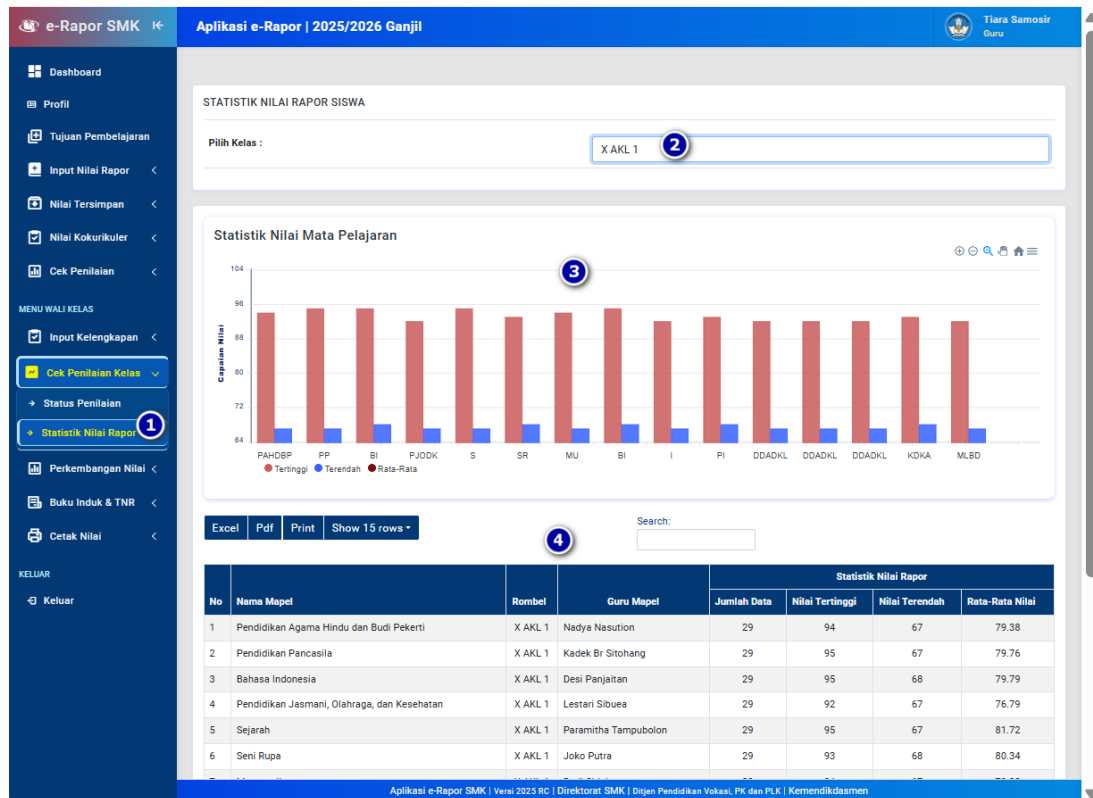 e-Rapor SMK
Aplikasi e-Rapor | 2025/2026 Ganjil
Tiara Samosir
Guru
Dashboard
Profil
Tujuan Pembelajaran
Input Nilai Rapor
Nilai Tersimpan
Nilai Kokurikuler
Cek Penilaian
MENU WALI KELAS
Input Kelengkapan
Cek Penilaian Kelas
Status Penilaian
Statistik Nilai Rapor
1
Perkembangan Nilai
Buku Induk & TNR
Cetak Nilai
KELUAR
Keluar
STATISTIK NILAI RAPOR SISWA
Pilih Kelas :
X AKL 1
2
Statistik Nilai Mata Pelajaran
3
Capaian Nilai
104
96
88
80
72
64
PAHDBP PP BI PJODK S SR MU BI I PI DDADKL DDADKL DDADKL KDKA MLBD
Tertinggi Terendah Rata-Rata
Excel Pdf Print Show 15 rows
4
Search:
Statistik Nilai Rapor
No Nama Mapel Rombel Guru Mapel Jumlah Data Nilai Tertinggi Nilai Terendah Rata-Rata Nilai
1 Pendidikan Agama Hindu dan Budi Pekerti X AKL 1 Nadya Nasution 29 94 67 79.38
2 Pendidikan Pancasila X AKL 1 Kadek Br Sitohang 29 95 67 79.76
3 Bahasa Indonesia X AKL 1 Desi Panjaitan 29 95 68 79.79
4 Pendidikan Jasmani, Olahraga, dan Kesehatan X AKL 1 Lestari Sibuea 29 92 67 76.79
5 Sejarah X AKL 1 Paramitha Tampubolon 29 95 67 81.72
6 Seni Rupa X AKL 1 Joko Putra 29 93 68 80.34
Aplikasi e-Rapor SMK | Versi 2025 RC | Direktorat SMK | Ditjen Pendidikan Vokasi, PK dan PLK | Kemendikdasmen